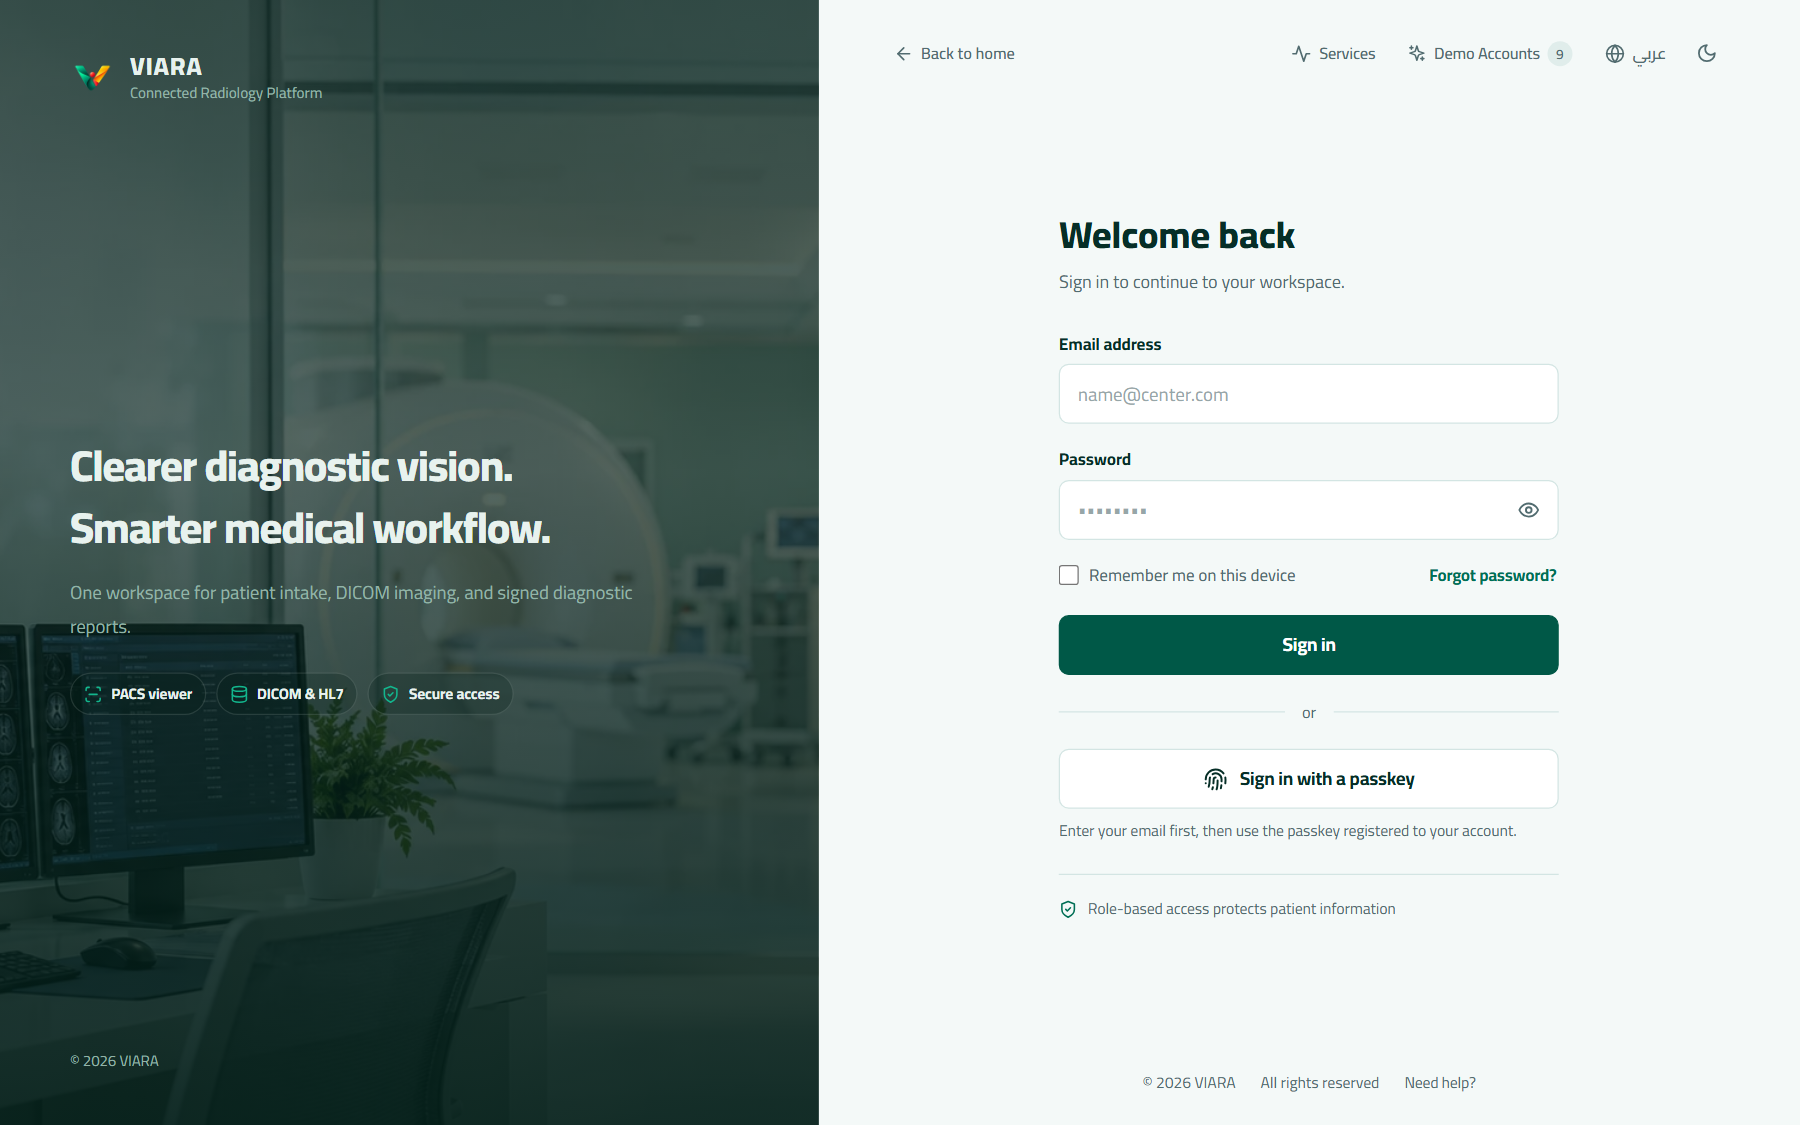 VIARA
Connected Radiology Platform
Clearer diagnostic vision.
Smarter medical workflow.
One workspace for patient intake, DICOM imaging, and signed diagnostic
reports.
PACS viewer
DICOM & HL7
Secure access
© 2026 VIARA
Back to home
Services
Demo Accounts 9
عربي
Welcome back
Sign in to continue to your workspace.
Email address
name@center.com
Password
Remember me on this device
Forgot password?
Sign in
or
Sign in with a passkey
Enter your email first, then use the passkey registered to your account.
Role-based access protects patient information
© 2026 VIARA
All rights reserved
Need help?